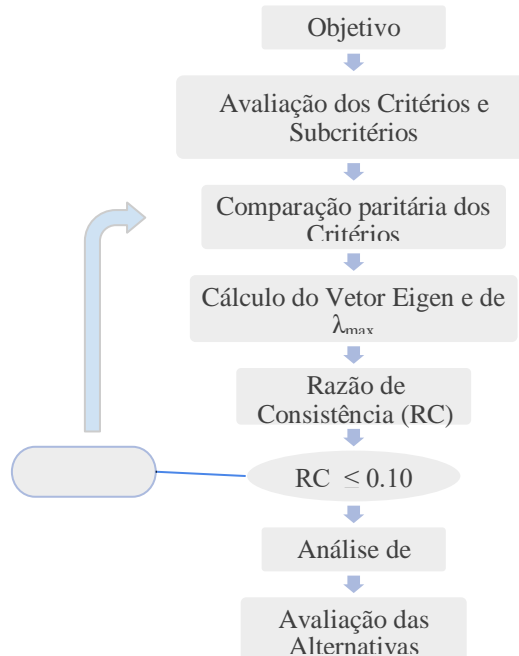 Objetivo
Avaliação dos Critérios e
Subcritérios
Comparação paritária dos
Critérios
Cálculo do Vetor Eigen e de
λmax
Razão de
Consistência (RC)
RC ≤ 0.10
Análise de
Avaliação das
Alternativas